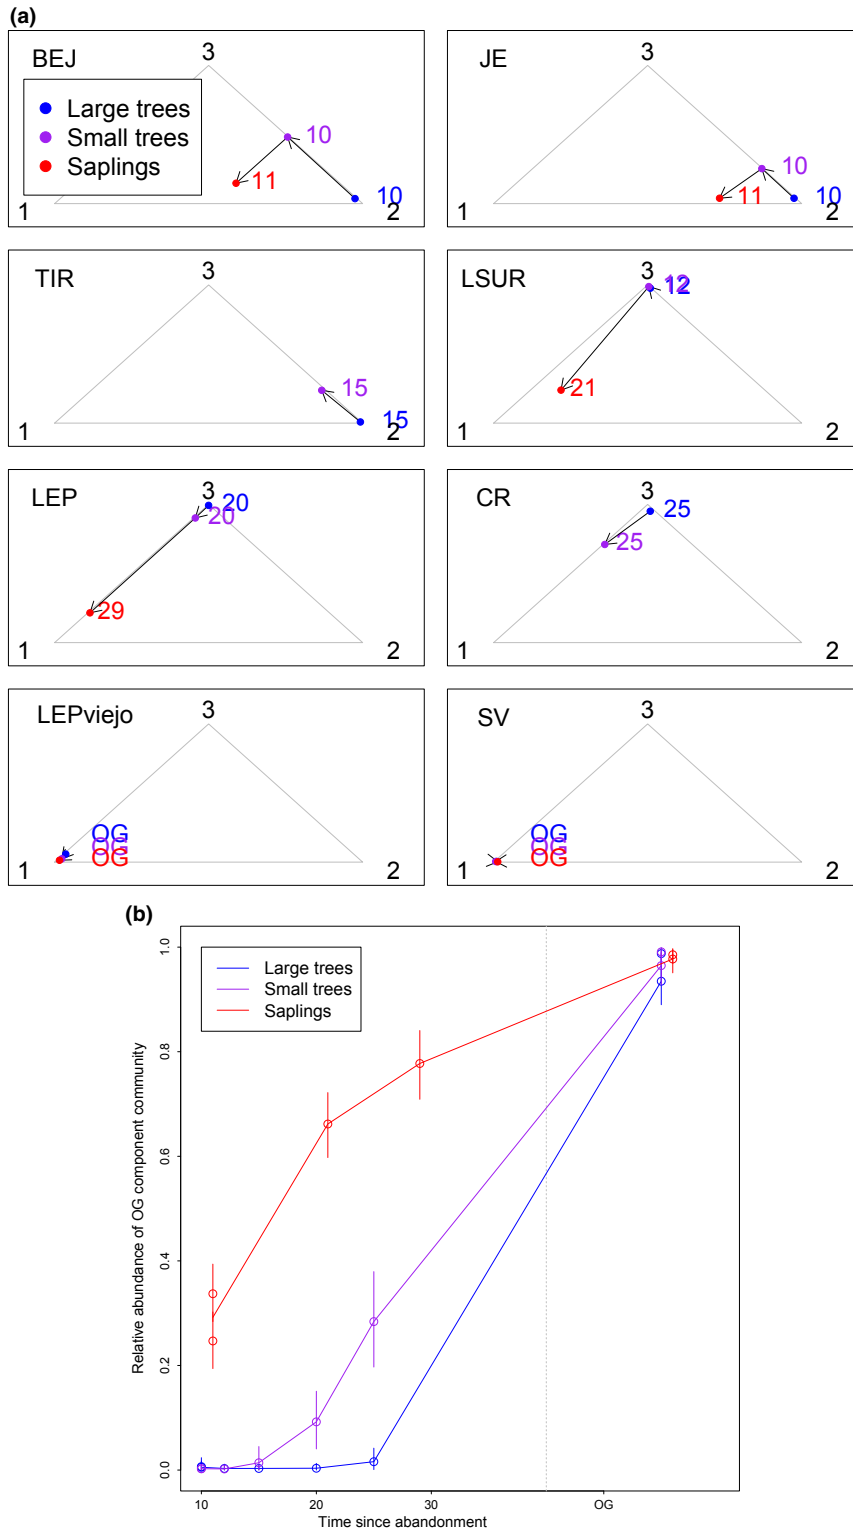 (a)
BEJ
3
Large trees
Small trees
Saplings
10
11
10
1
2
JE
3
10
11
10
1
2
TIR
3
15
15
1
2
LSUR
3
12
12
21
1
2
LEP
3
20
20
29
1
2
CR
3
25
25
1
2
LEPviejo
3
OG
OG
OG
1
2
SV
3
OG
OG
OG
1
2
(b)
Large trees
Small trees
Saplings
Relative abundance of OG component community
1.0
0.8
0.6
0.4
0.2
0.0
10
20
30
OG
Time since abandonment